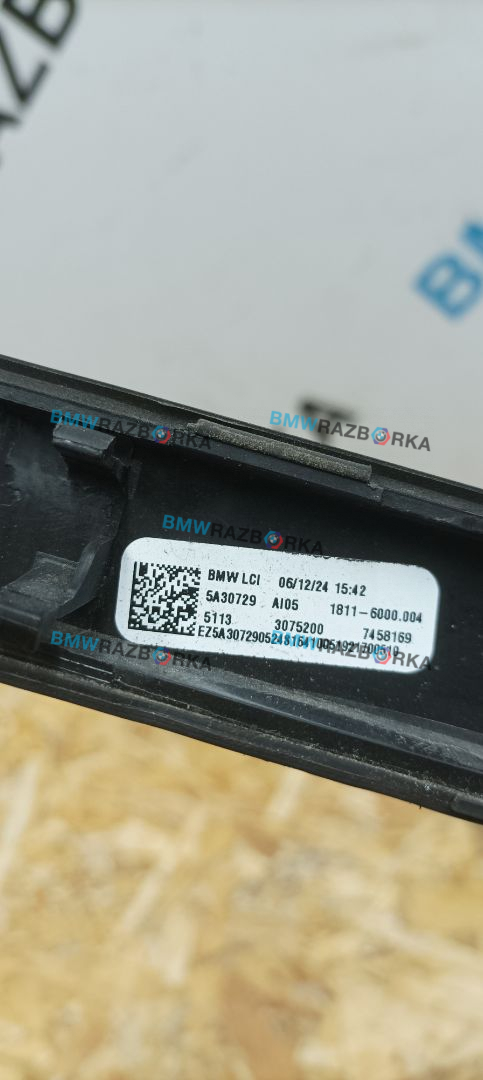 BMWRAZBORKA
BMWRAZBORKA
BMWRAZBORKA
BMW LCI 06/12/24 15:42
5A30729 AI05 1811-6000.004
5113 3075200 7458169
BMWRAZBORKA